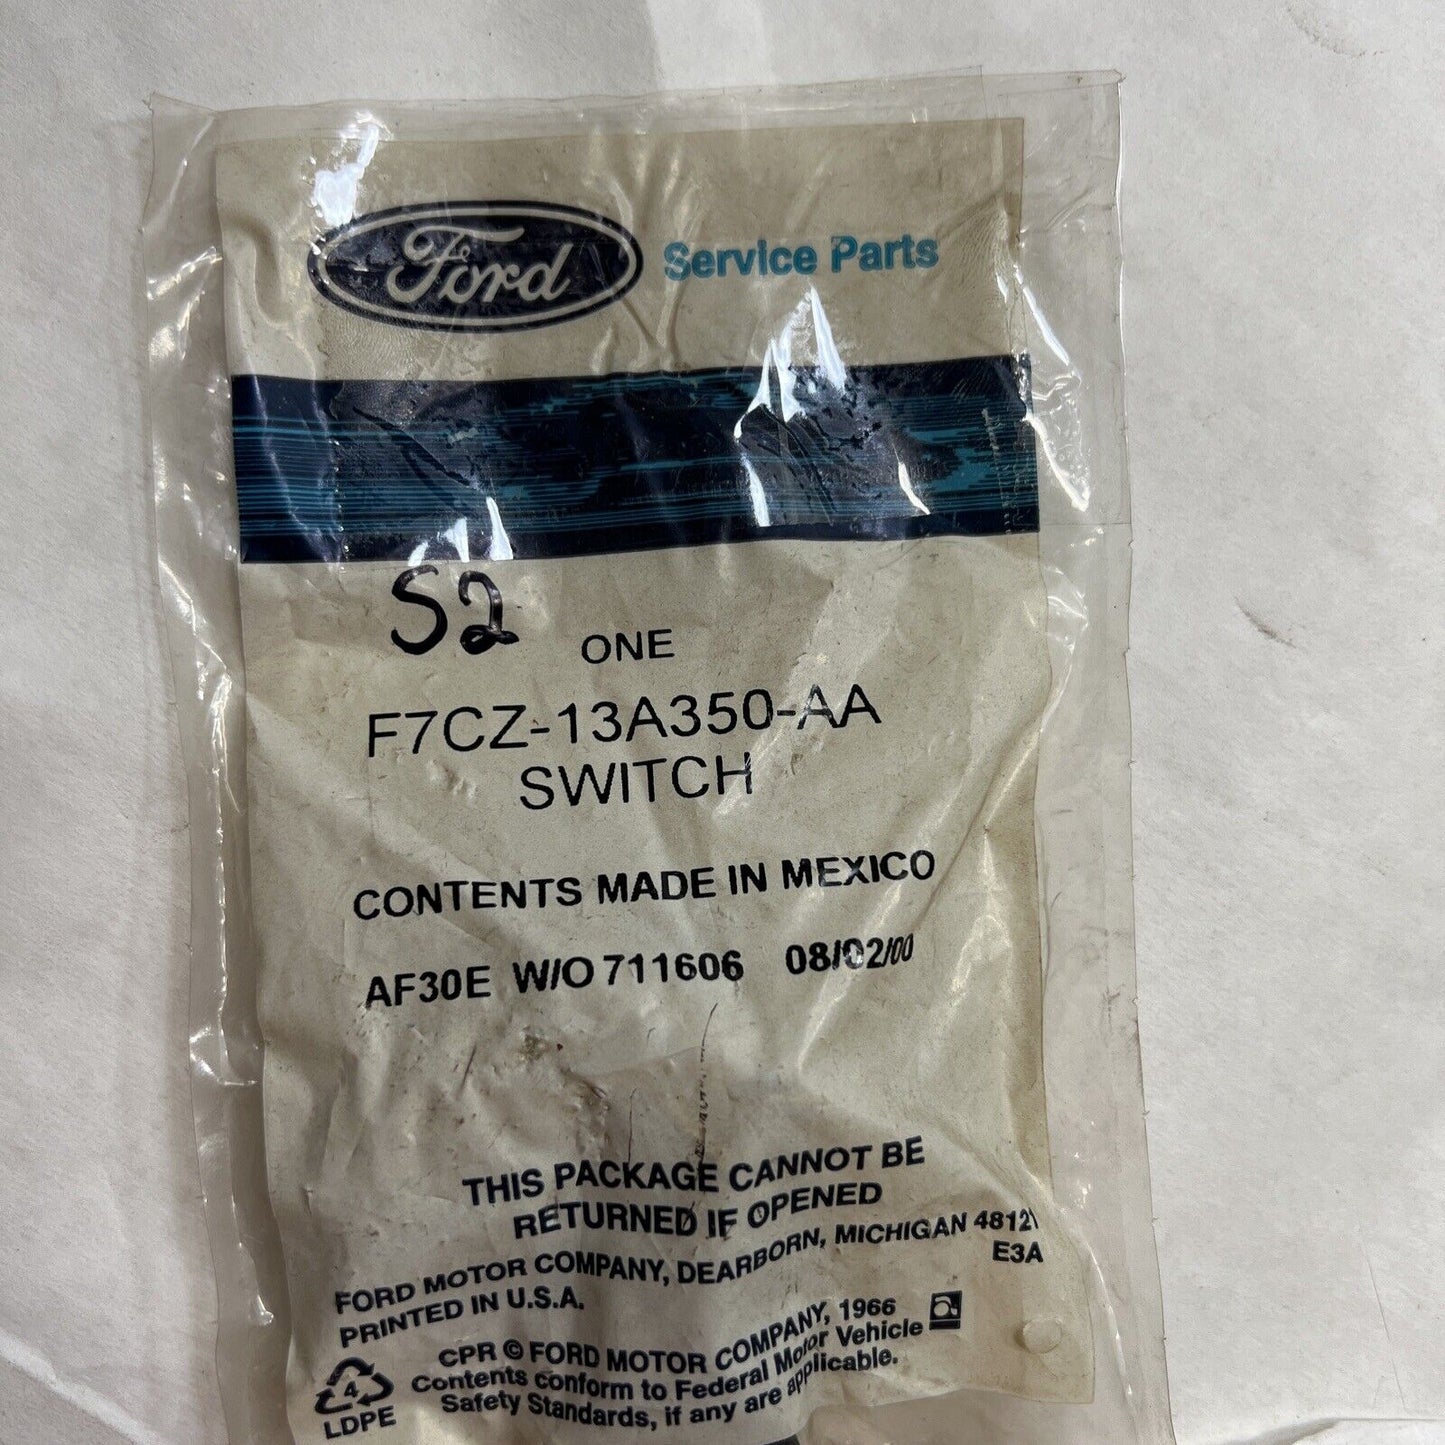 Ford Service Parts
S2
ONE
F7CZ-13A350-AA
SWITCH
CONTENTS MADE IN MEXICO
AF30E W/O 711606 08/02/00
THIS PACKAGE CANNOT BE
RETURNED IF OPENED
FORD MOTOR COMPANY, DEARBORN, MICHIGAN 48121
PRINTED IN U.S.A. E3A
CPR © FORD MOTOR COMPANY, 1966
Contents conform to Federal Motor Vehicle
Safety Standards, if any are applicable.
4
LDPE